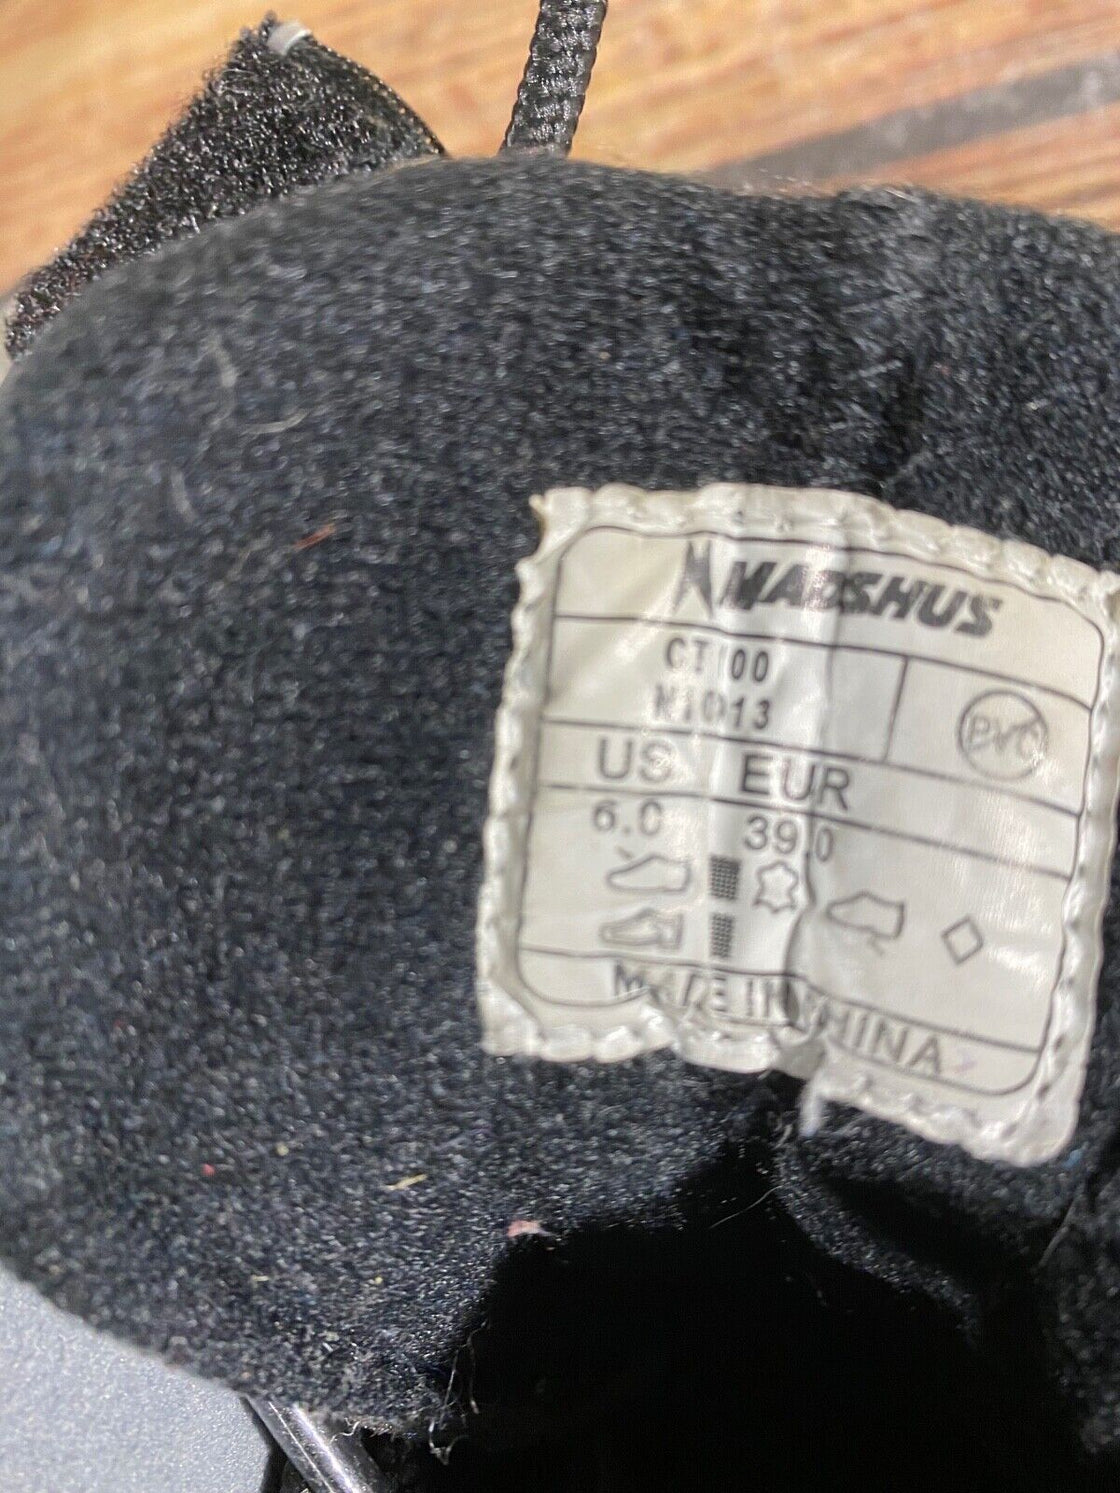 MADSHUS
CT100
N1013
PVC
US EUR
6.0 39.0
MADE IN CHINA